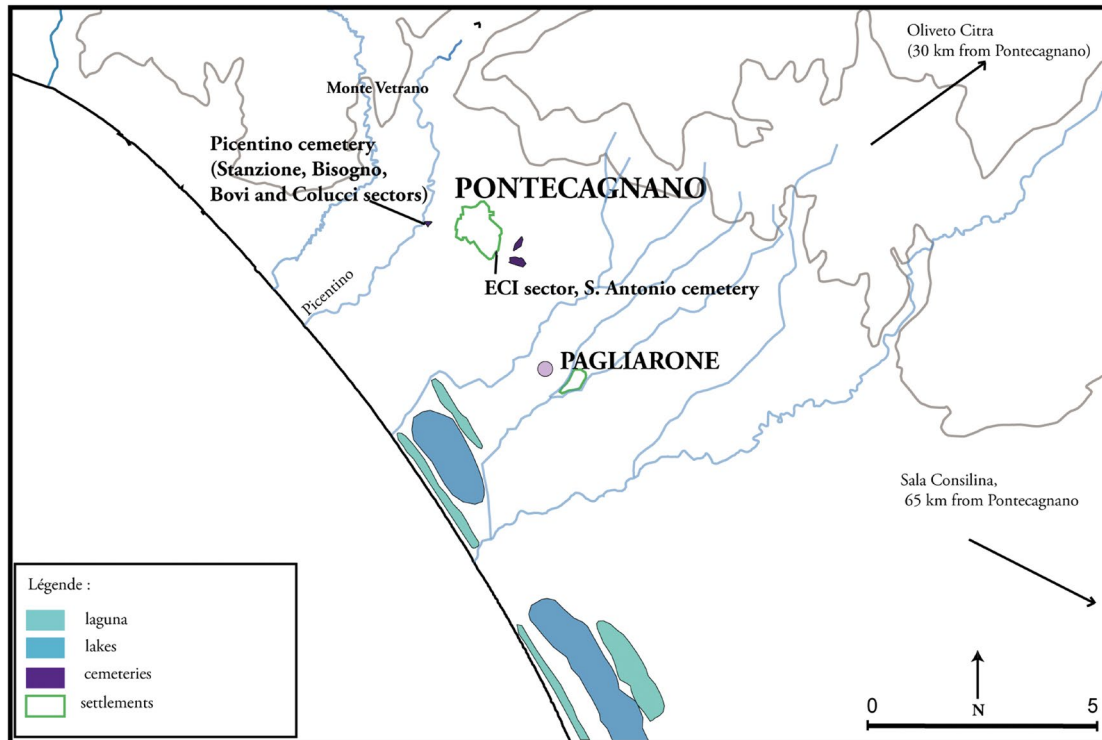 Oliveto Citra
(30 km from Pontecagnano)
Monte Vetrano
Picentino cemetery
(Stanzione, Bisogno,
Bovi and Colucci sectors)
PONTECAGNANO
ECI sector, S. Antonio cemetery
Picentino
PAGLIARONE
Sala Consilina,
65 km from Pontecagnano
Légende :
laguna
lakes
cemeteries
settlements
N
0 5